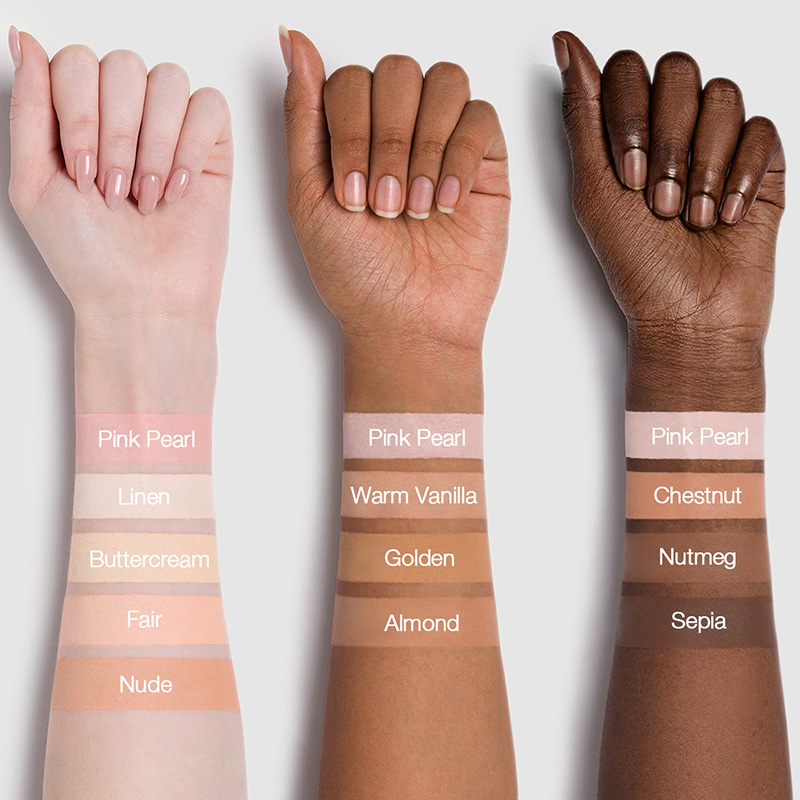 Pink Pearl
Linen
Buttercream
Fair
Nude
Pink Pearl
Warm Vanilla
Golden
Almond
Pink Pearl
Chestnut
Nutmeg
Sepia